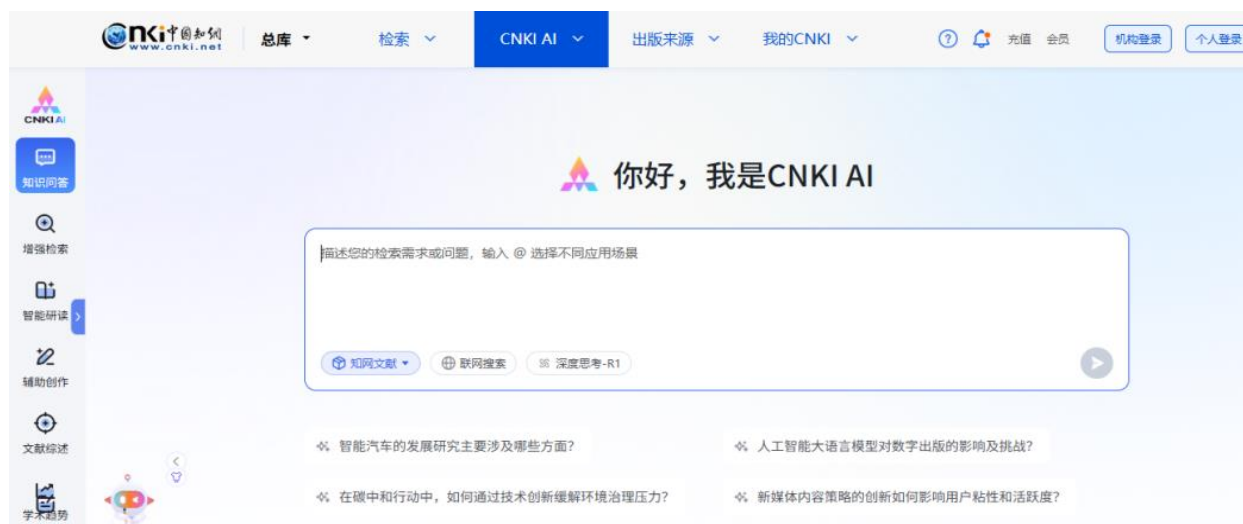 CNKi中国知网
www.cnki.net
总库
检索
CNKI AI
出版来源
我的CNKI
充值
会员
机构登录
个人登录
CNKI AI
知识问答
增强检索
智能研读
辅助创作
文献综述
学术趋势
你好，我是CNKI AI
描述您的检索需求或问题，输入 @ 选择不同应用场景
知网文献
联网搜索
深度思考-R1
智能汽车的发展研究主要涉及哪些方面？
人工智能大语言模型对数字出版的影响及挑战？
在碳中和行动中，如何通过技术创新缓解环境治理压力？
新媒体内容策略的创新如何影响用户粘性和活跃度？